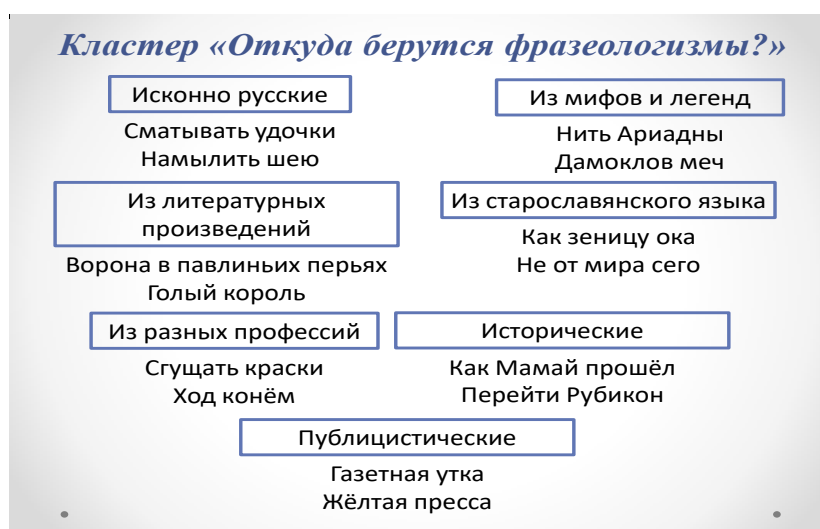 Кластер «Откуда берутся фразеологизмы?»
Исконно русские
Сматывать удочки
Намылить шею
Из мифов и легенд
Нить Ариадны
Дамоклов меч
Из литературных
произведений
Ворона в павлиньих перьях
Голый король
Из старославянского языка
Как зеницу ока
Не от мира сего
Из разных профессий
Сгущать краски
Ход конём
Исторические
Как Мамай прошёл
Перейти Рубикон
Публицистические
Газетная утка
Жёлтая пресса